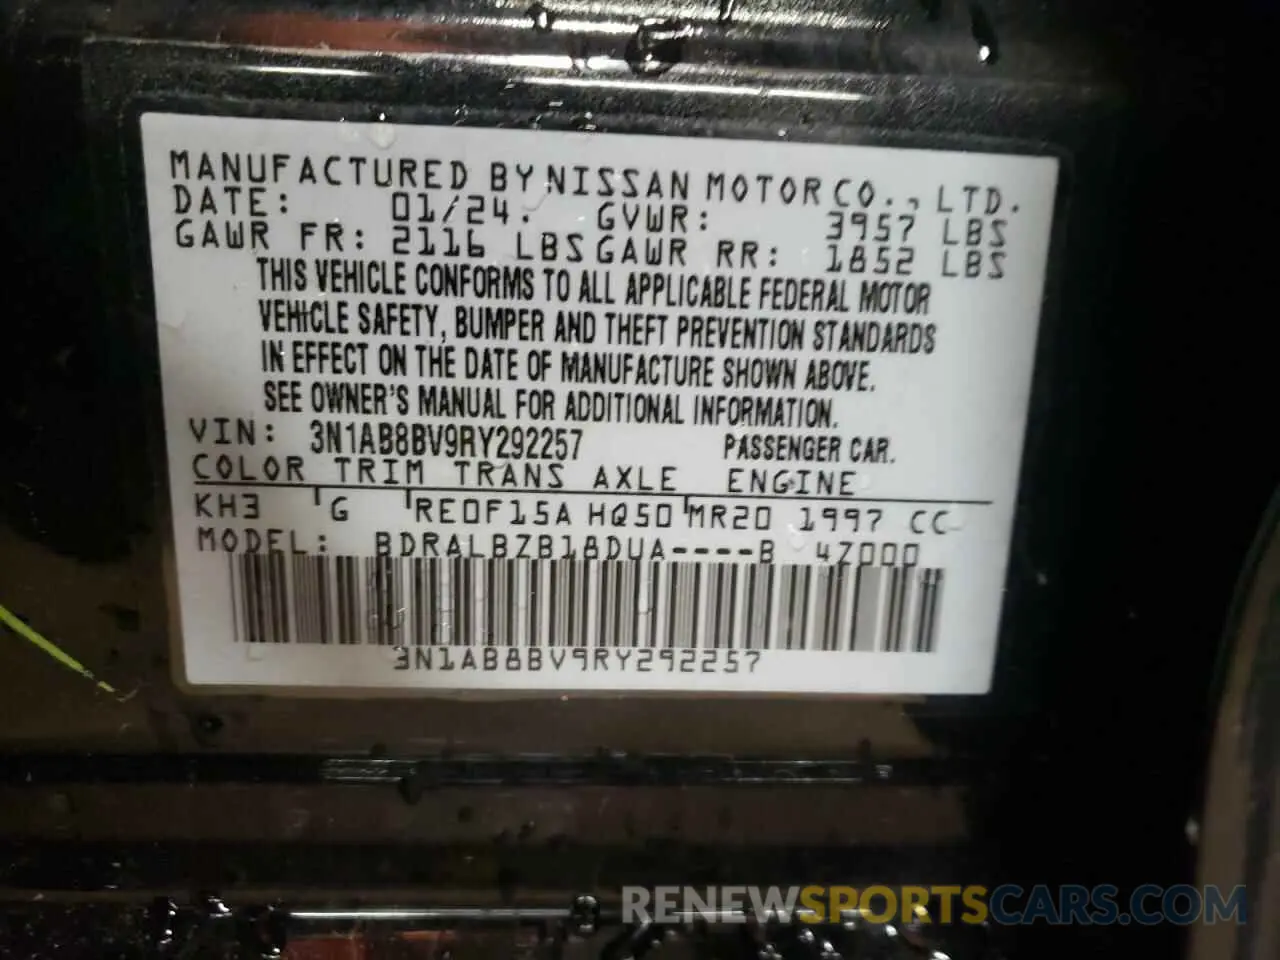 MANUFACTURED BY NISSAN MOTOR CO., LTD.
DATE: 01/24. GVWR: 3957 LBS
GAWR FR: 2116 LBS GAWR RR: 1852 LBS
THIS VEHICLE CONFORMS TO ALL APPLICABLE FEDERAL MOTOR
VEHICLE SAFETY, BUMPER AND THEFT PREVENTION STANDARDS
IN EFFECT ON THE DATE OF MANUFACTURE SHOWN ABOVE.
SEE OWNER'S MANUAL FOR ADDITIONAL INFORMATION.
VIN: 3N1AB8BV9RY292257 PASSENGER CAR.
COLOR TRIM TRANS AXLE ENGINE
KH3 G RE0F15A HQ50 MR20 1997 CC
MODEL: BDRALBZB18DUA----B 4Z000
3N1AB8BV9RY292257
RENEWSPORTSCARS.COM